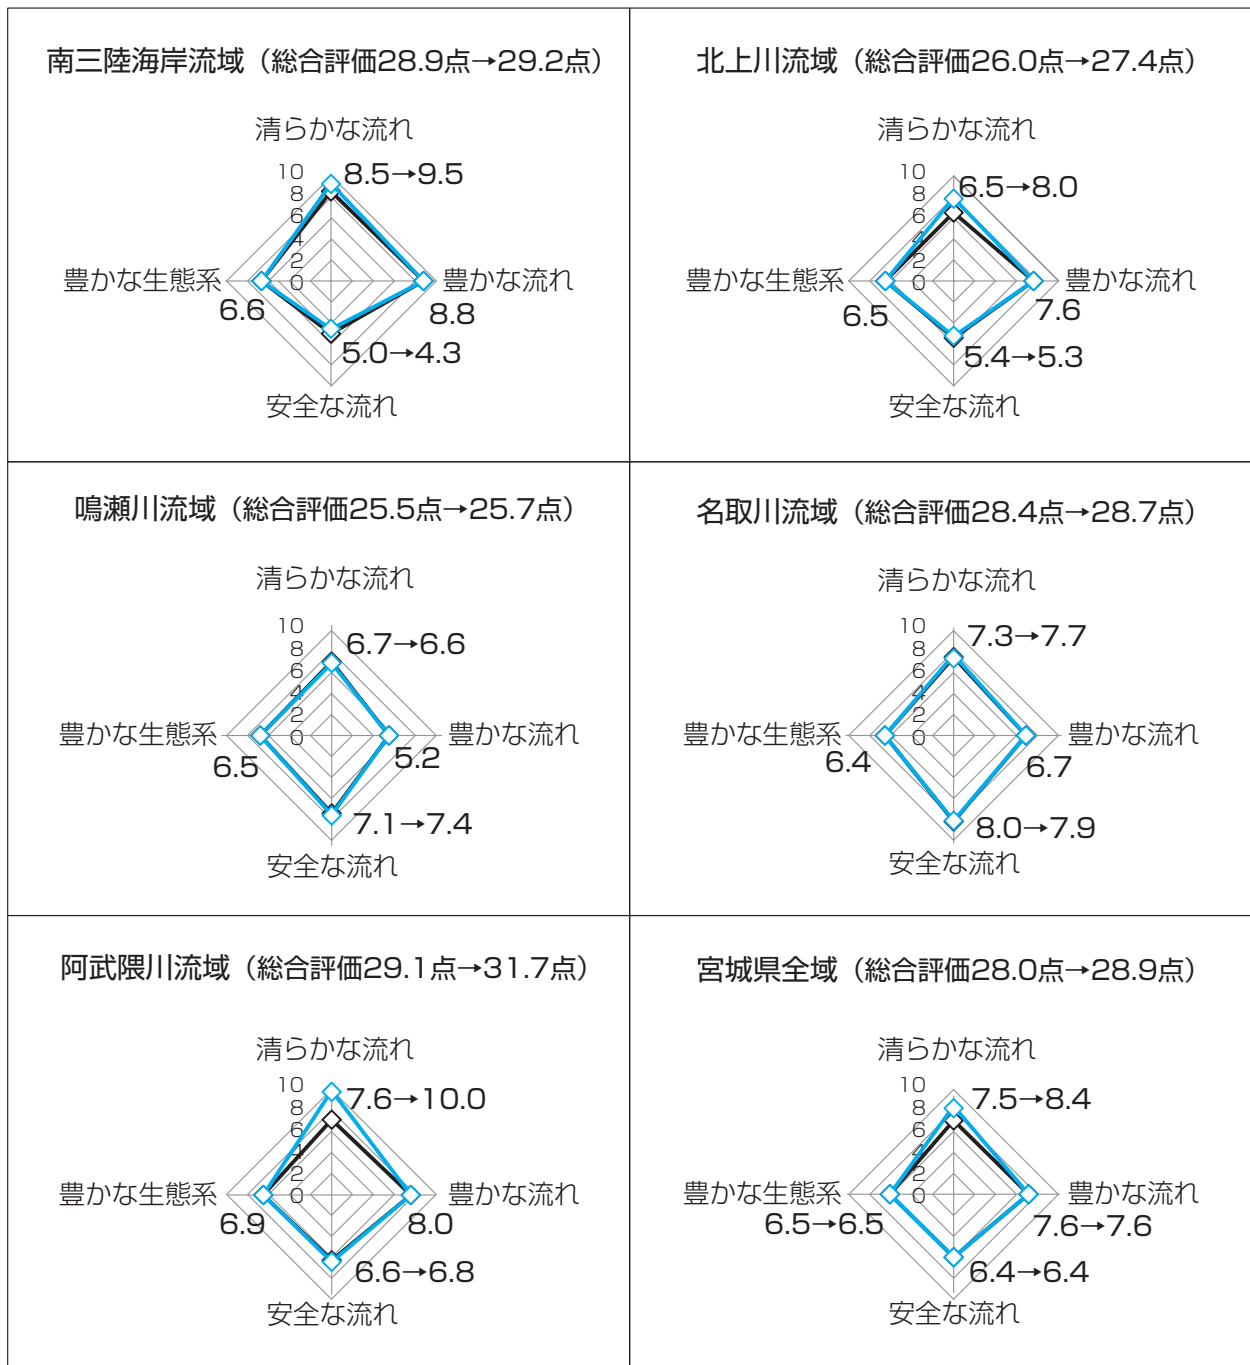 南三陸海岸流域（総合評価28.9点→29.2点）
清らかな流れ
10
8
6
4
2
0
8.5→9.5
豊かな生態系
豊かな流れ
6.6
8.8
5.0→4.3
安全な流れ
北上川流域（総合評価26.0点→27.4点）
清らかな流れ
10
8
6
4
2
0
6.5→8.0
豊かな生態系
豊かな流れ
6.5
7.6
5.4→5.3
安全な流れ
鳴瀬川流域（総合評価25.5点→25.7点）
清らかな流れ
10
8
6
4
2
0
6.7→6.6
豊かな生態系
豊かな流れ
6.5
5.2
7.1→7.4
安全な流れ
名取川流域（総合評価28.4点→28.7点）
清らかな流れ
10
8
6
4
2
0
7.3→7.7
豊かな生態系
豊かな流れ
6.4
6.7
8.0→7.9
安全な流れ
阿武隈川流域（総合評価29.1点→31.7点）
清らかな流れ
10
8
6
4
2
0
7.6→10.0
豊かな生態系
豊かな流れ
6.9
8.0
6.6→6.8
安全な流れ
宮城県全域（総合評価28.0点→28.9点）
清らかな流れ
10
8
6
4
2
0
7.5→8.4
豊かな生態系
豊かな流れ
6.5→6.5
7.6→7.6
6.4→6.4
安全な流れ